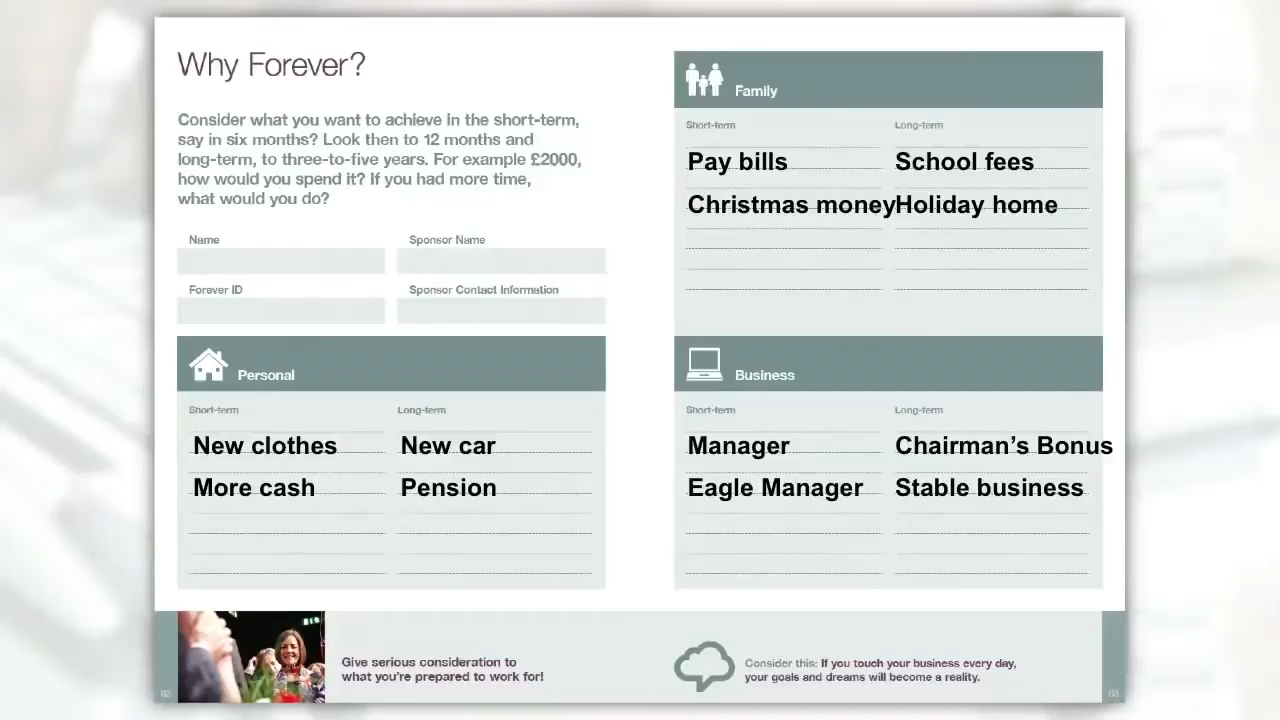 Why Forever?
Consider what you want to achieve in the short-term,
say in six months? Look then to 12 months and
long-term, to three-to-five years. For example £2000,
how would you spend it? If you had more time,
what would you do?
Name
Sponsor Name
Forever ID
Sponsor Contact Information
Personal
Short-term
Long-term
New clothes
New car
More cash
Pension
Family
Short-term
Long-term
Pay bills
School fees
Christmas money
Holiday home
Business
Short-term
Long-term
Manager
Chairman’s Bonus
Eagle Manager
Stable business
02
Give serious consideration to
what you're prepared to work for!
Consider this: If you touch your business every day,
your goals and dreams will become a reality.
03